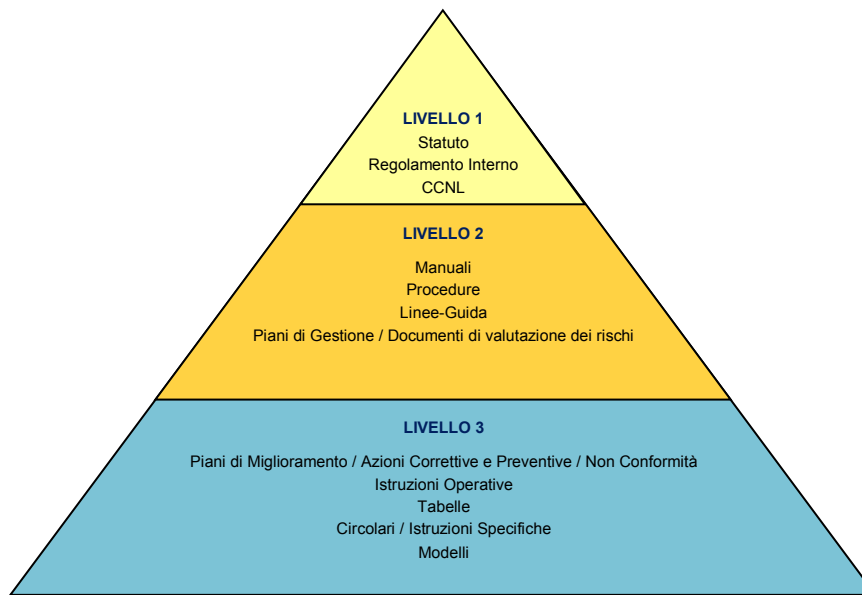 LIVELLO 1
Statuto
Regolamento Interno
CCNL
LIVELLO 2
Manuali
Procedure
Linee-Guida
Piani di Gestione / Documenti di valutazione dei rischi
LIVELLO 3
Piani di Miglioramento / Azioni Correttive e Preventive / Non Conformità
Istruzioni Operative
Tabelle
Circolari / Istruzioni Specifiche
Modelli